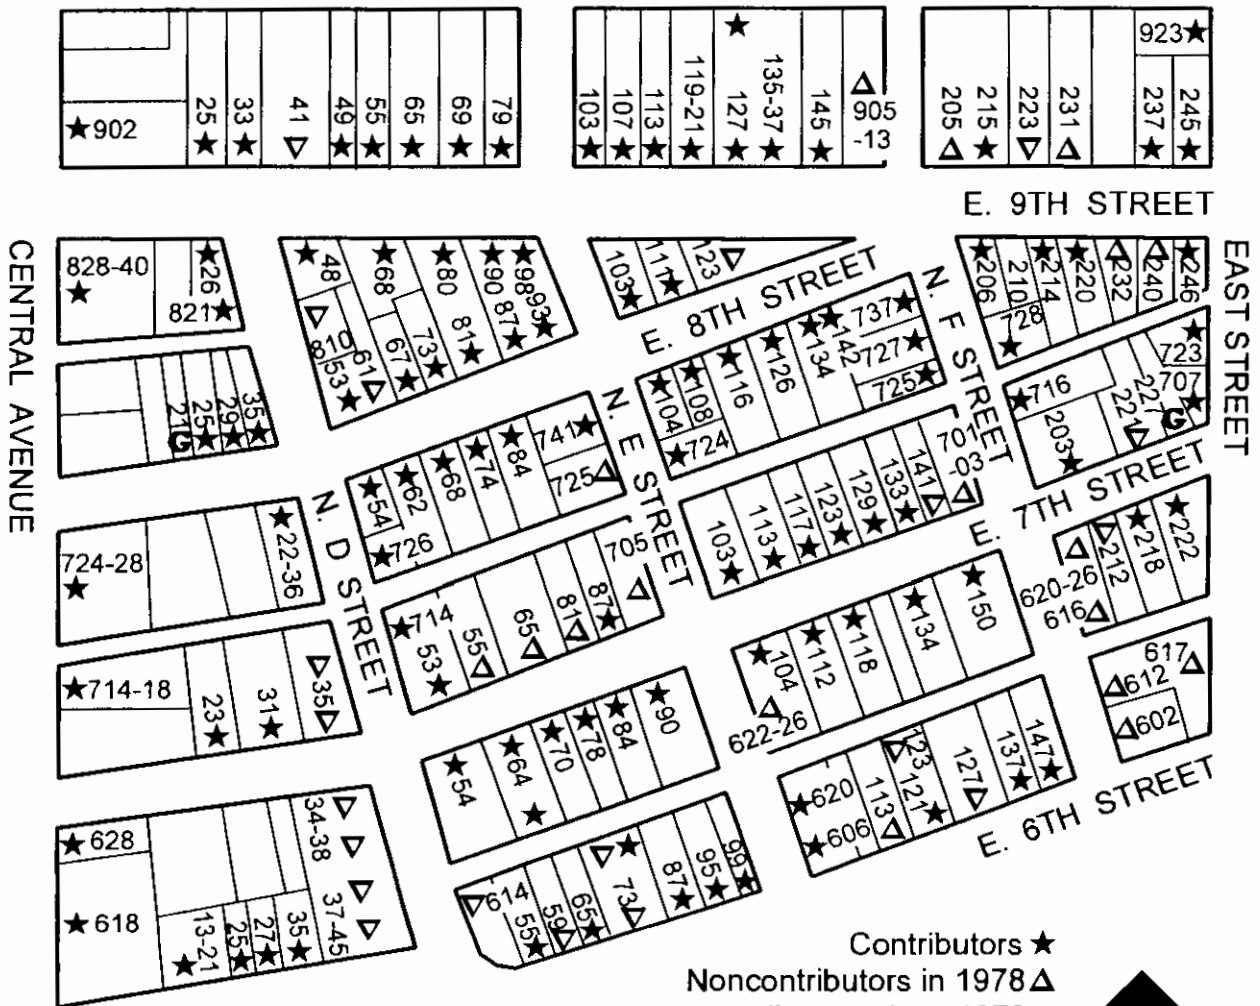 923
25 33 41 49 55 65 69 79 103 107 113 119-21 127 135-37 145 905 205 215 223 231 237 245
902
-13
E. 9TH STREET
828-40 26 48 68 80 90 98 93 103 111 123 206 210 214 220 232 240 246
821
810 61 67 73 81 87
53
E. 8TH STREET
737
728
723
CENTRAL AVENUE
EAST STREET
N. F STREET
21 25 29 35
104 108 116 126 134 142 727
725
724
716 707
203 221 227
54 62 68 74 84 741
725
726
N. E STREET
701
-03
103 113 117 123 129 133 141
E. 7TH STREET
724-28 22-36
N. D STREET
714 53 55 65 81 87 705
620-26 212 218 222
616
714-18 23 31 35
104 112 118 134 150
622-26
617
612
602
54 64 70 78 84 90
620 113 121 123 127 137 147
606
E. 6TH STREET
628
618
34-38
13-21 25 27 35 37-45
614 55 59 65 73 87 95 99
Contributors
Noncontributors in 1978